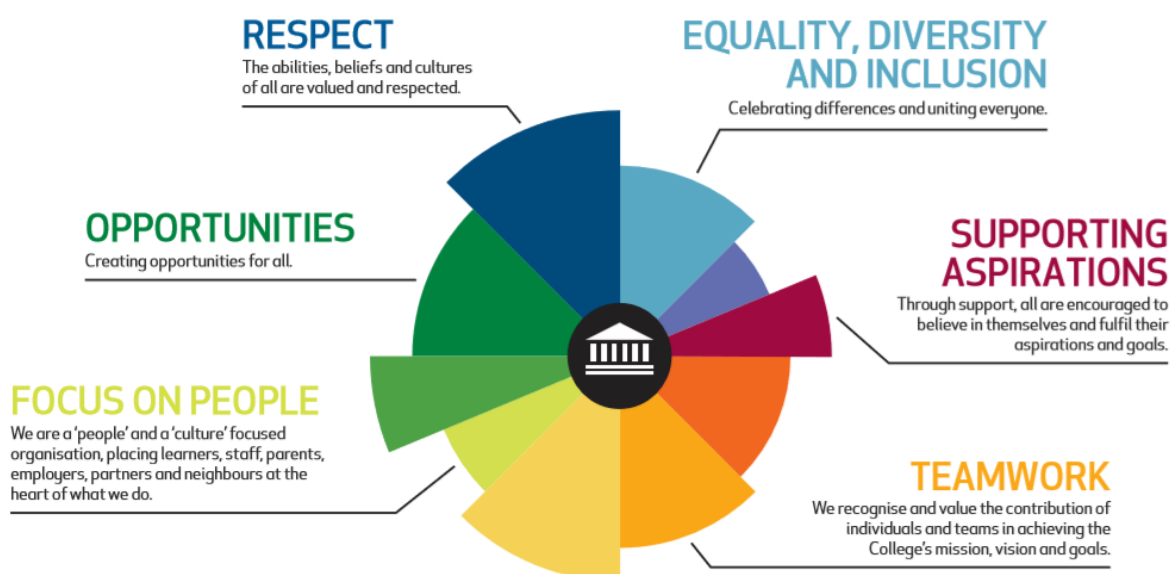 RESPECT
The abilities, beliefs and cultures
of all are valued and respected.
EQUALITY, DIVERSITY
AND INCLUSION
Celebrating differences and uniting everyone.
OPPORTUNITIES
Creating opportunities for all.
SUPPORTING
ASPIRATIONS
Through support, all are encouraged to
believe in themselves and fulfil their
aspirations and goals.
FOCUS ON PEOPLE
We are a ‘people’ and a ‘culture’ focused
organisation, placing learners, staff, parents,
employers, partners and neighbours at the
heart of what we do.
TEAMWORK
We recognise and value the contribution of
individuals and teams in achieving the
College’s mission, vision and goals.